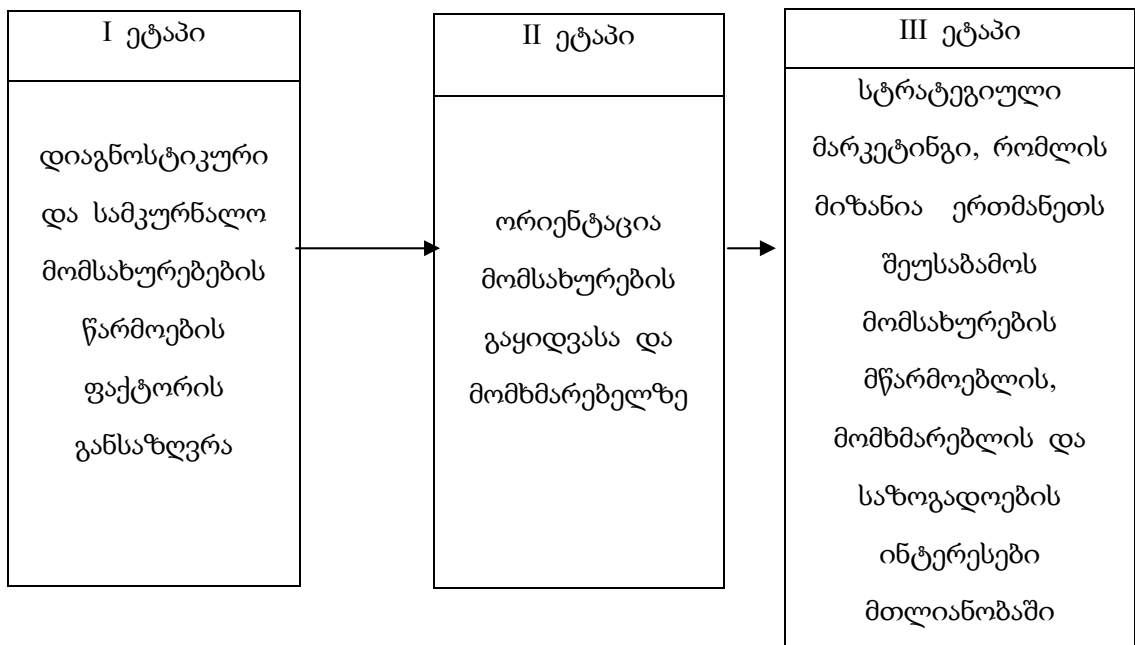 I ეტაპი
დიაგნოსტიკური
და სამკურნალო
მომსახურებების
წარმოების
ფაქტორის
განსაზღვრა
II ეტაპი
ორიენტაცია
მომსახურების
გაყიდვასა და
მომხმარებელზე
III ეტაპი
სტრატეგიული
მარკეტინგი, რომლის
მიზანია ერთმანეთს
შეუსაბამოს
მომსახურების
მწარმოებლის,
მომხმარებლის და
საზოგადოების
ინტერესები
მთლიანობაში